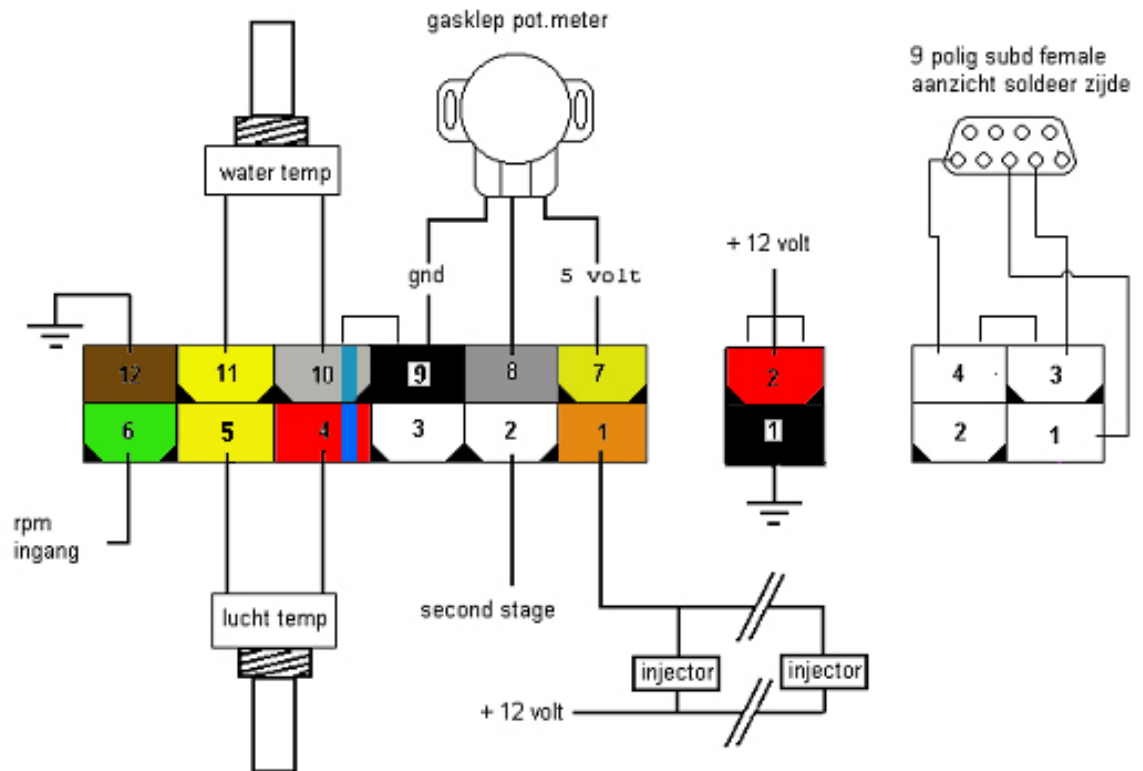 gasklep pot.meter
9 polig subd female
aanzicht soldeer zijde
water temp
+ 12 volt
gnd
5 volt
12
11
10
9
8
7
2
4
3
6
5
4
3
2
1
1
2
1
rpm
ingang
lucht temp
second stage
injector
injector
+ 12 volt